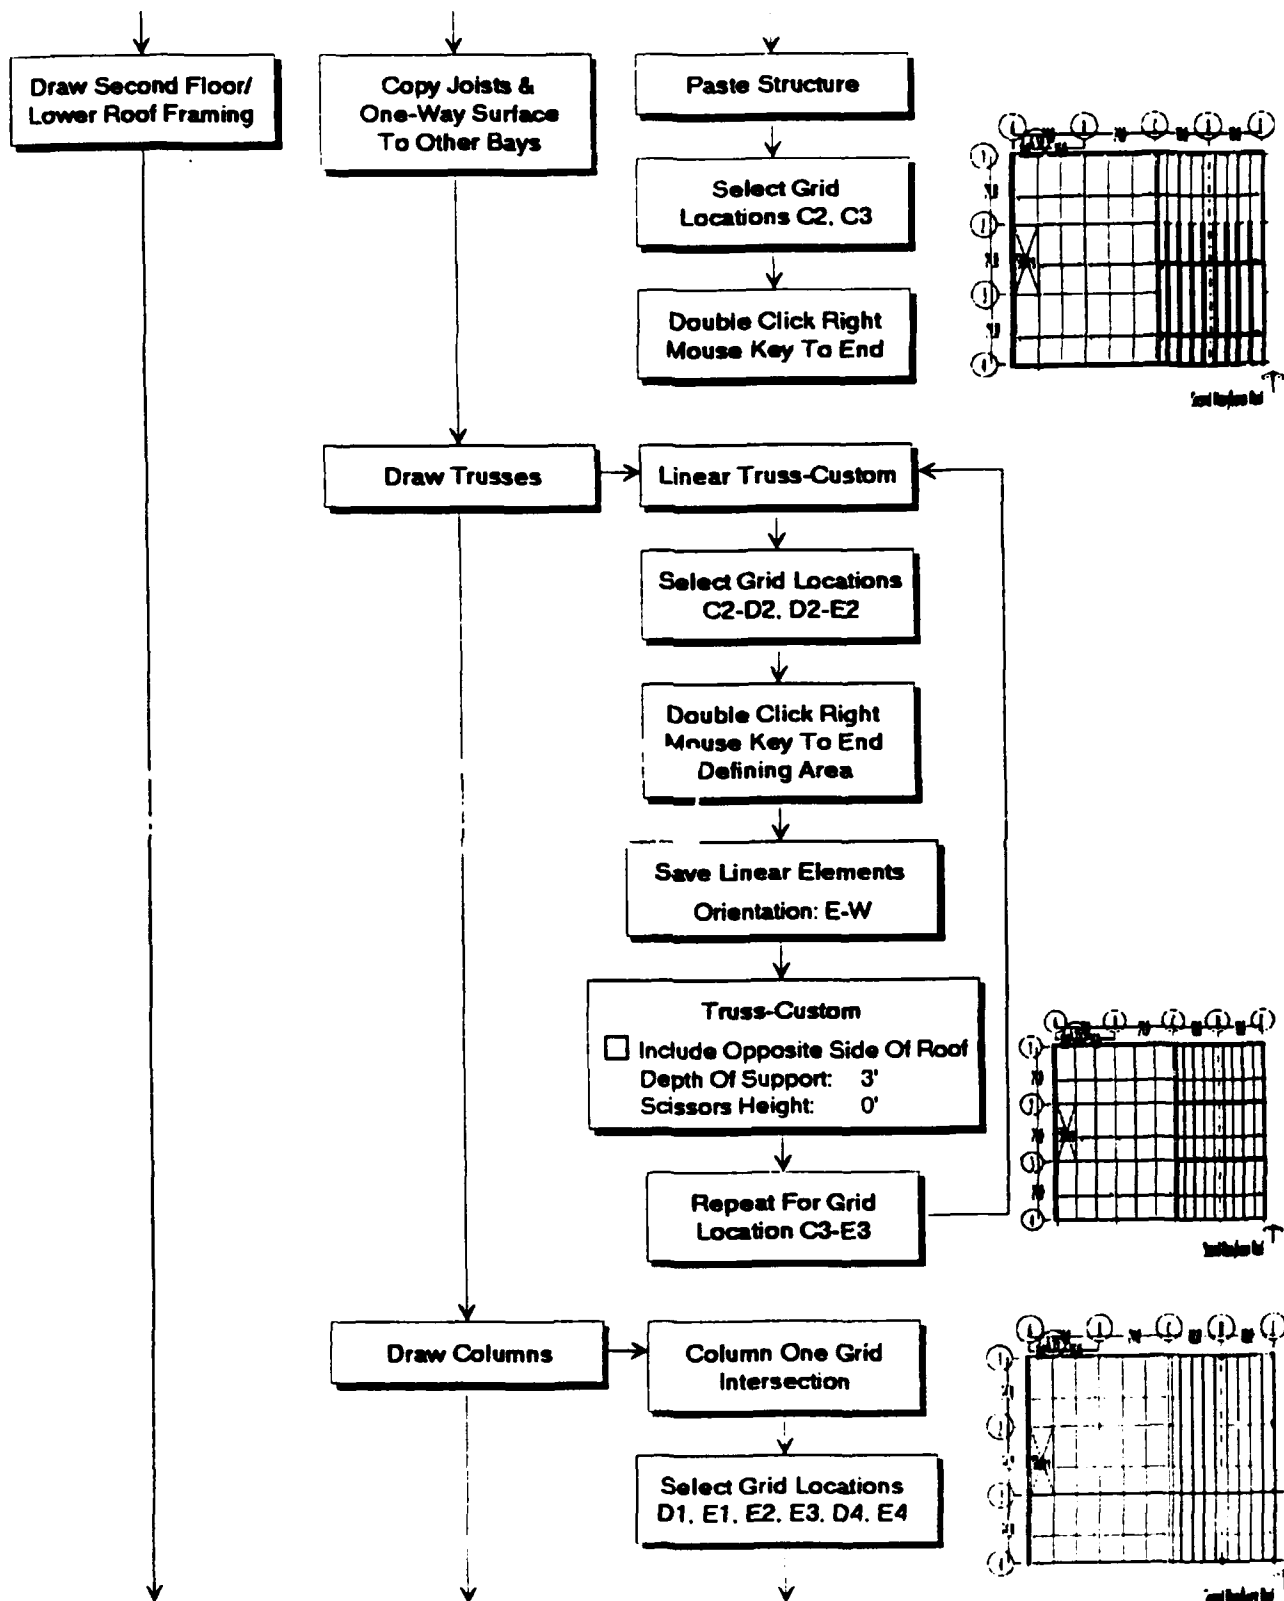 Draw Second Floor/
Lower Roof Framing
Copy Joists &
One-Way Surface
To Other Bays
Paste Structure
Select Grid
Locations C2, C3
Double Click Right
Mouse Key To End
Draw Trusses
Linear Truss-Custom
Select Grid Locations
C2-D2, D2-E2
Double Click Right
Mouse Key To End
Defining Area
Save Linear Elements
Orientation: E-W
Truss-Custom
Include Opposite Side Of Roof
Depth Of Support: 3'
Scissors Height: 0'
Repeat For Grid
Location C3-E3
Draw Columns
Column One Grid
Intersection
Select Grid Locations
D1, E1, E2, E3, D4, E4